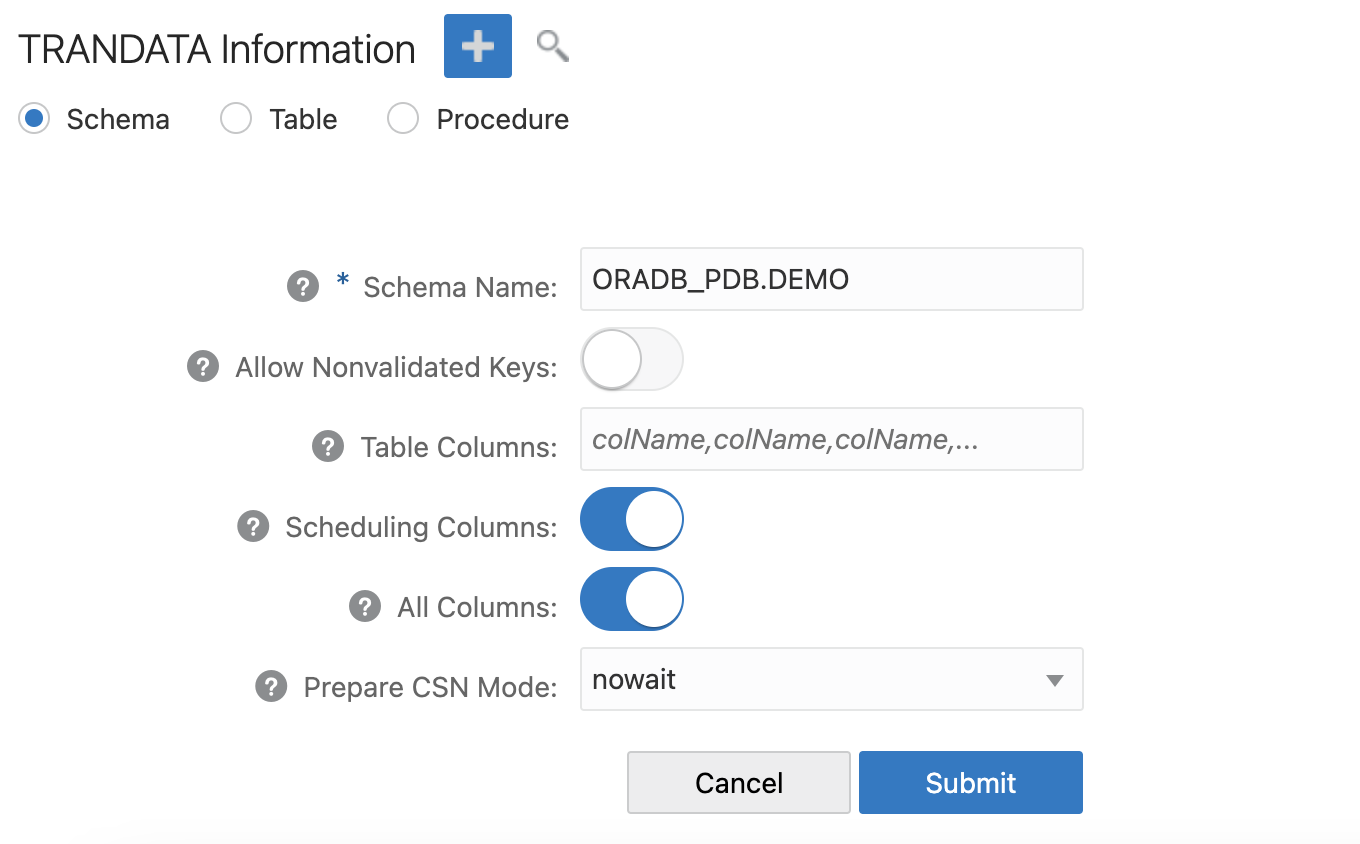 TRANDATA Information
Schema Table Procedure
? * Schema Name: ORADB_PDB.DEMO
? Allow Nonvalidated Keys:
? Table Columns: colName,colName,colName,...
? Scheduling Columns:
? All Columns:
? Prepare CSN Mode: nowait
Cancel Submit